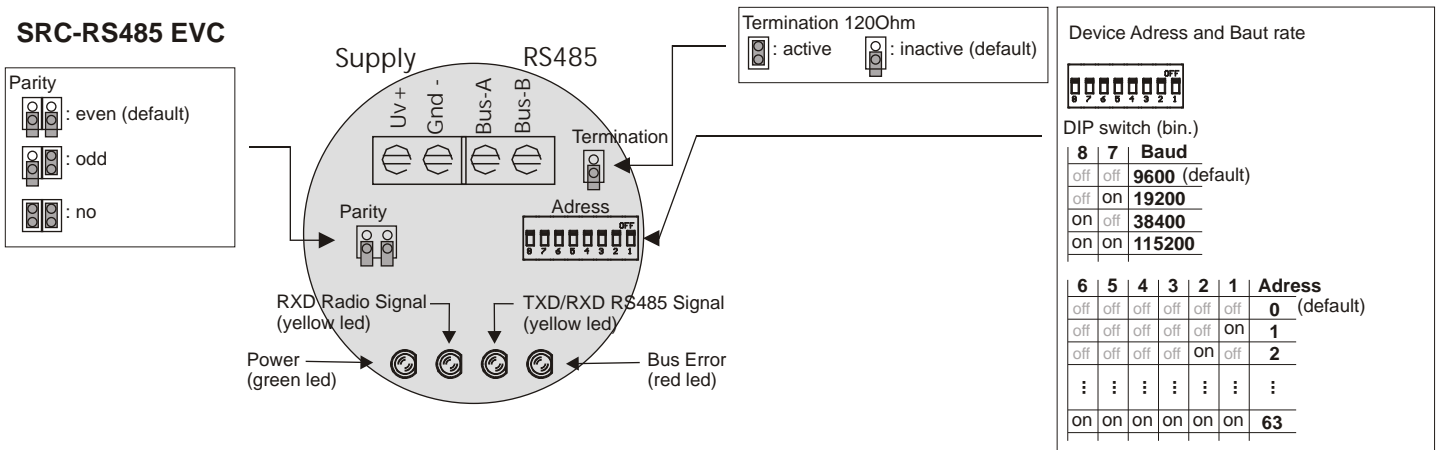 SRC-RS485 EVC
Parity
: even (default)
: odd
: no
Supply RS485
Uv +
Gnd -
Bus-A
Bus-B
Termination
Parity
Adress
OFF
8 7 6 5 4 3 2 1
RXD Radio Signal
(yellow led)
TXD/RXD RS485 Signal
(yellow led)
Power
(green led)
Bus Error
(red led)
Termination 120Ohm
: active : inactive (default)
Device Adress and Baut rate
OFF
8 7 6 5 4 3 2 1
DIP switch (bin.)
8 7 Baud
off off 9600 (default)
off on 19200
on off 38400
on on 115200
6 5 4 3 2 1 Adress
off off off off off off 0 (default)
off off off off off on 1
off off off off on off 2
⋮ ⋮ ⋮ ⋮ ⋮ ⋮ ⋮
on on on on on on 63